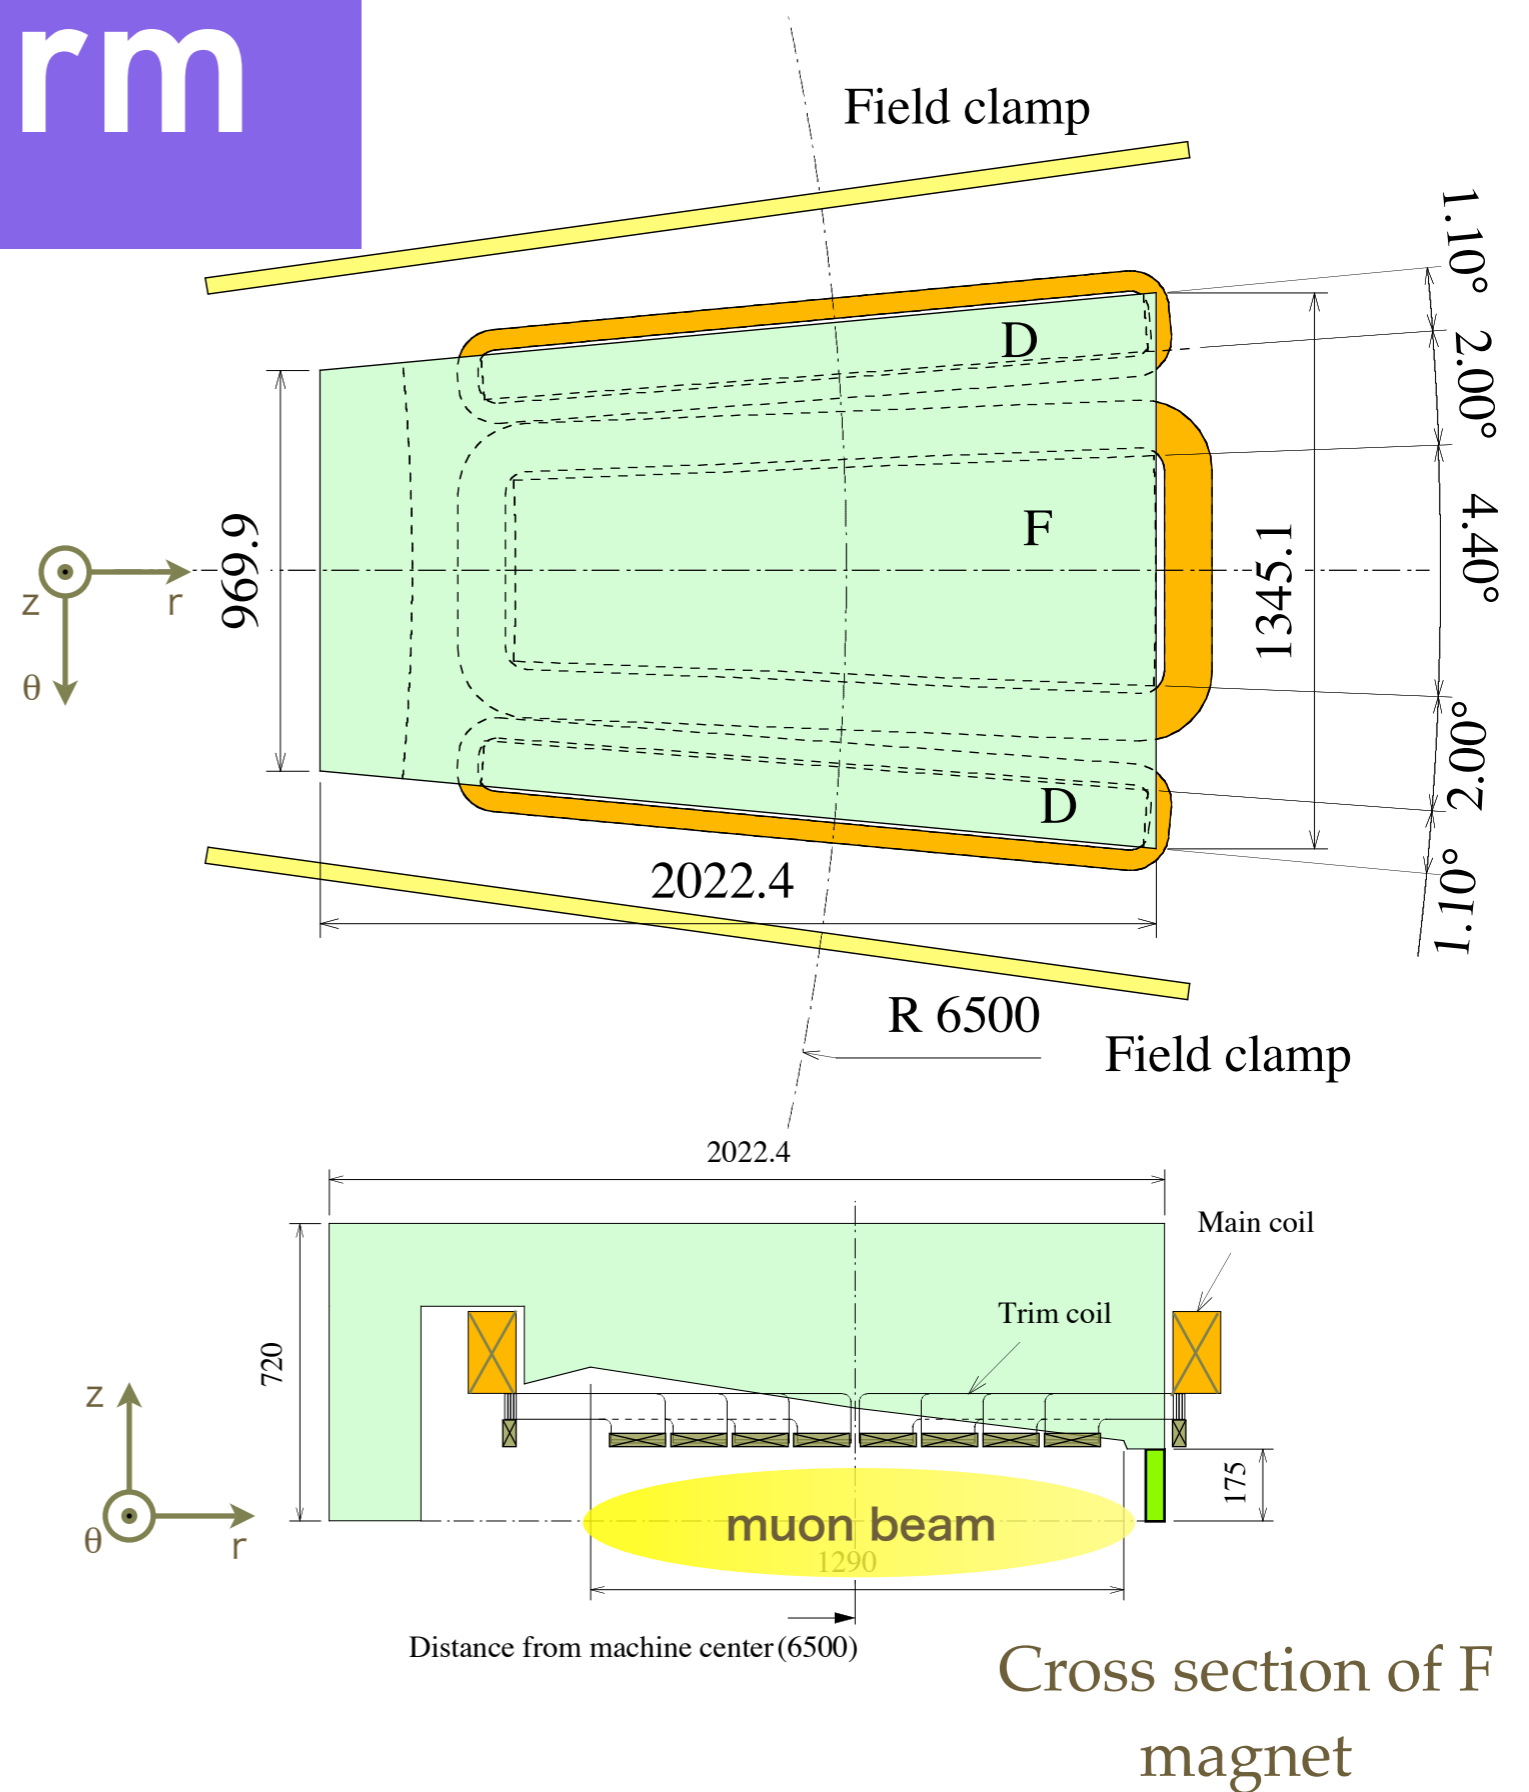 rm
Field clamp
1.10°
D
2.00°
F
4.40°
969.9
1345.1
z
r
θ
2.00°
D
1.10°
2022.4
R 6500
Field clamp
2022.4
Main coil
Trim coil
720
z
175
muon beam
θ
r
1290
Distance from machine center (6500)
Cross section of F
magnet